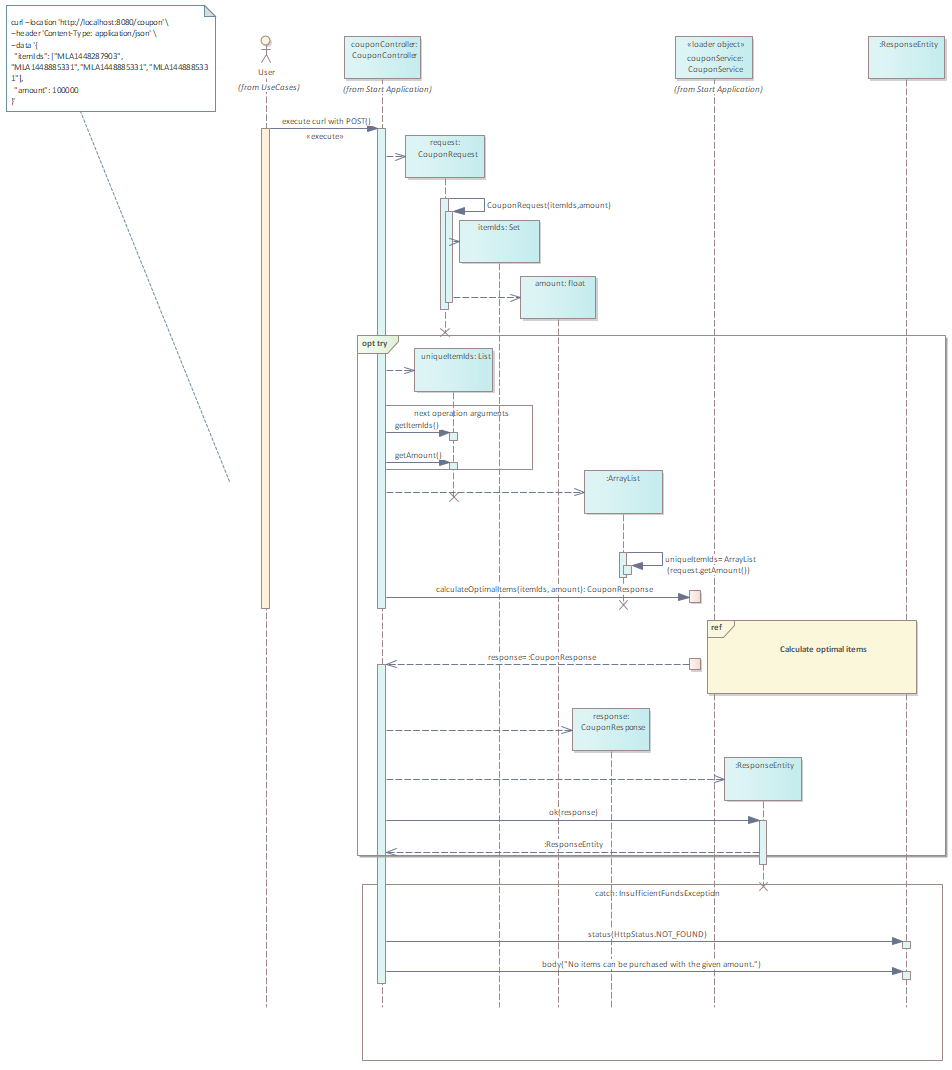 curl --location 'http://localhost:8080/coupon' \
--header 'Content-Type: application/json' \
--data '{
"itemIds": ["MLA1448287903",
"MLA1448885331","MLA1448885331","MLA144888533
1"],
"amount": 100000
}'
User
(from UseCases)
couponController:
CouponController
(from Start Application)
«loader object»
couponService:
CouponService
(from Start Application)
:ResponseEntity
execute curl with POST()
«execute»
request:
CouponRequest
CouponRequest(itemIds,amount)
itemIds: Set
amount: float
opt try
uniqueItemIds: List
next operation arguments
getItemIds()
getAmount()
:ArrayList
uniqueItemIds= ArrayList
(request.getAmount())
calculateOptimalItems(itemIds, amount): CouponResponse
ref
Calculate optimal items
response= :CouponResponse
response:
CouponResponse
:ResponseEntity
ok(response)
:ResponseEntity
catch: InsufficientFundsException
status(HttpStatus.NOT_FOUND)
body("No items can be purchased with the given amount.")